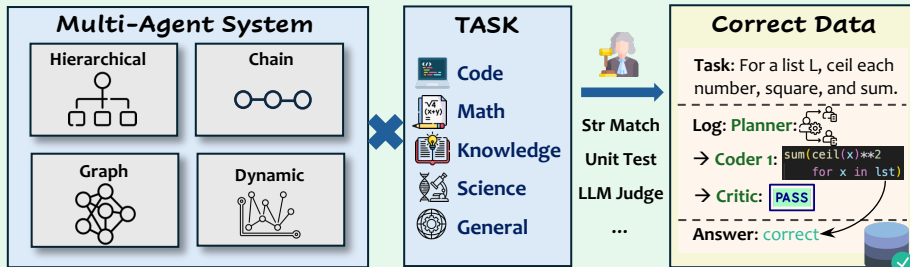 Multi-Agent System
Hierarchical
Chain
Graph
Dynamic
TASK
Code
√4
(x+y)
=
Math
Knowledge
Science
General
Str Match
Unit Test
LLM Judge
...
Correct Data
Task: For a list L, ceil each
number, square, and sum.
Log: Planner:
→ Coder 1: sum(ceil(x)**2
for x in lst)
→ Critic: PASS
Answer: correct